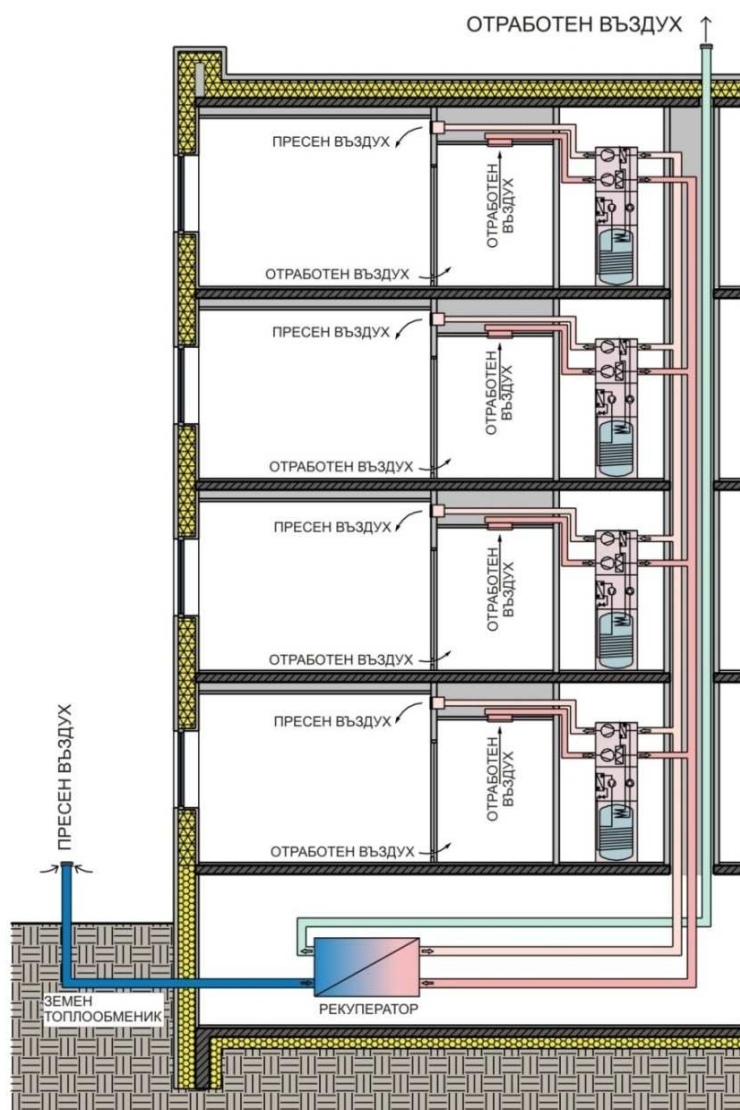 ОТРАБОТЕН ВЪЗДУХ
ПРЕСЕН ВЪЗДУХ
ОТРАБОТЕН
ВЪЗДУХ
ОТРАБОТЕН ВЪЗДУХ
ПРЕСЕН ВЪЗДУХ
ОТРАБОТЕН
ВЪЗДУХ
ОТРАБОТЕН ВЪЗДУХ
ПРЕСЕН ВЪЗДУХ
ОТРАБОТЕН
ВЪЗДУХ
ОТРАБОТЕН ВЪЗДУХ
ПРЕСЕН ВЪЗДУХ
ОТРАБОТЕН
ВЪЗДУХ
ОТРАБОТЕН ВЪЗДУХ
ПРЕСЕН ВЪЗДУХ
ЗЕМЕН
ТОПЛООБМЕНИК
РЕКУПЕРАТОР